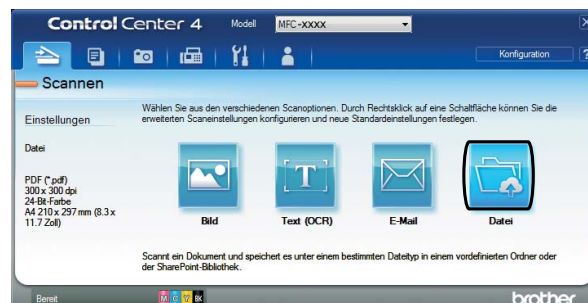 Control Center 4
Modell
MFC-XXXX
Konfiguration
?
Scannen
Einstellungen
Datei
PDF (*.pdf)
300 x 300 dpi
24-Bit-Farbe
A4 210 x 297 mm (8.3 x
11.7 Zoll)
Wählen Sie aus den verschiedenen Scanoptionen. Durch Rechtsklick auf eine Schaltfläche können Sie die
erweiterten Scaneinstellungen konfigurieren und neue Standardeinstellungen festlegen.
T
Bild
Text (OCR)
E-Mail
Datei
Scannt ein Dokument und speichert es unter einem bestimmten Dateityp in einem vordefinierten Ordner oder
der SharePoint-Bibliothek.
Bereit
M C Y BK
brother